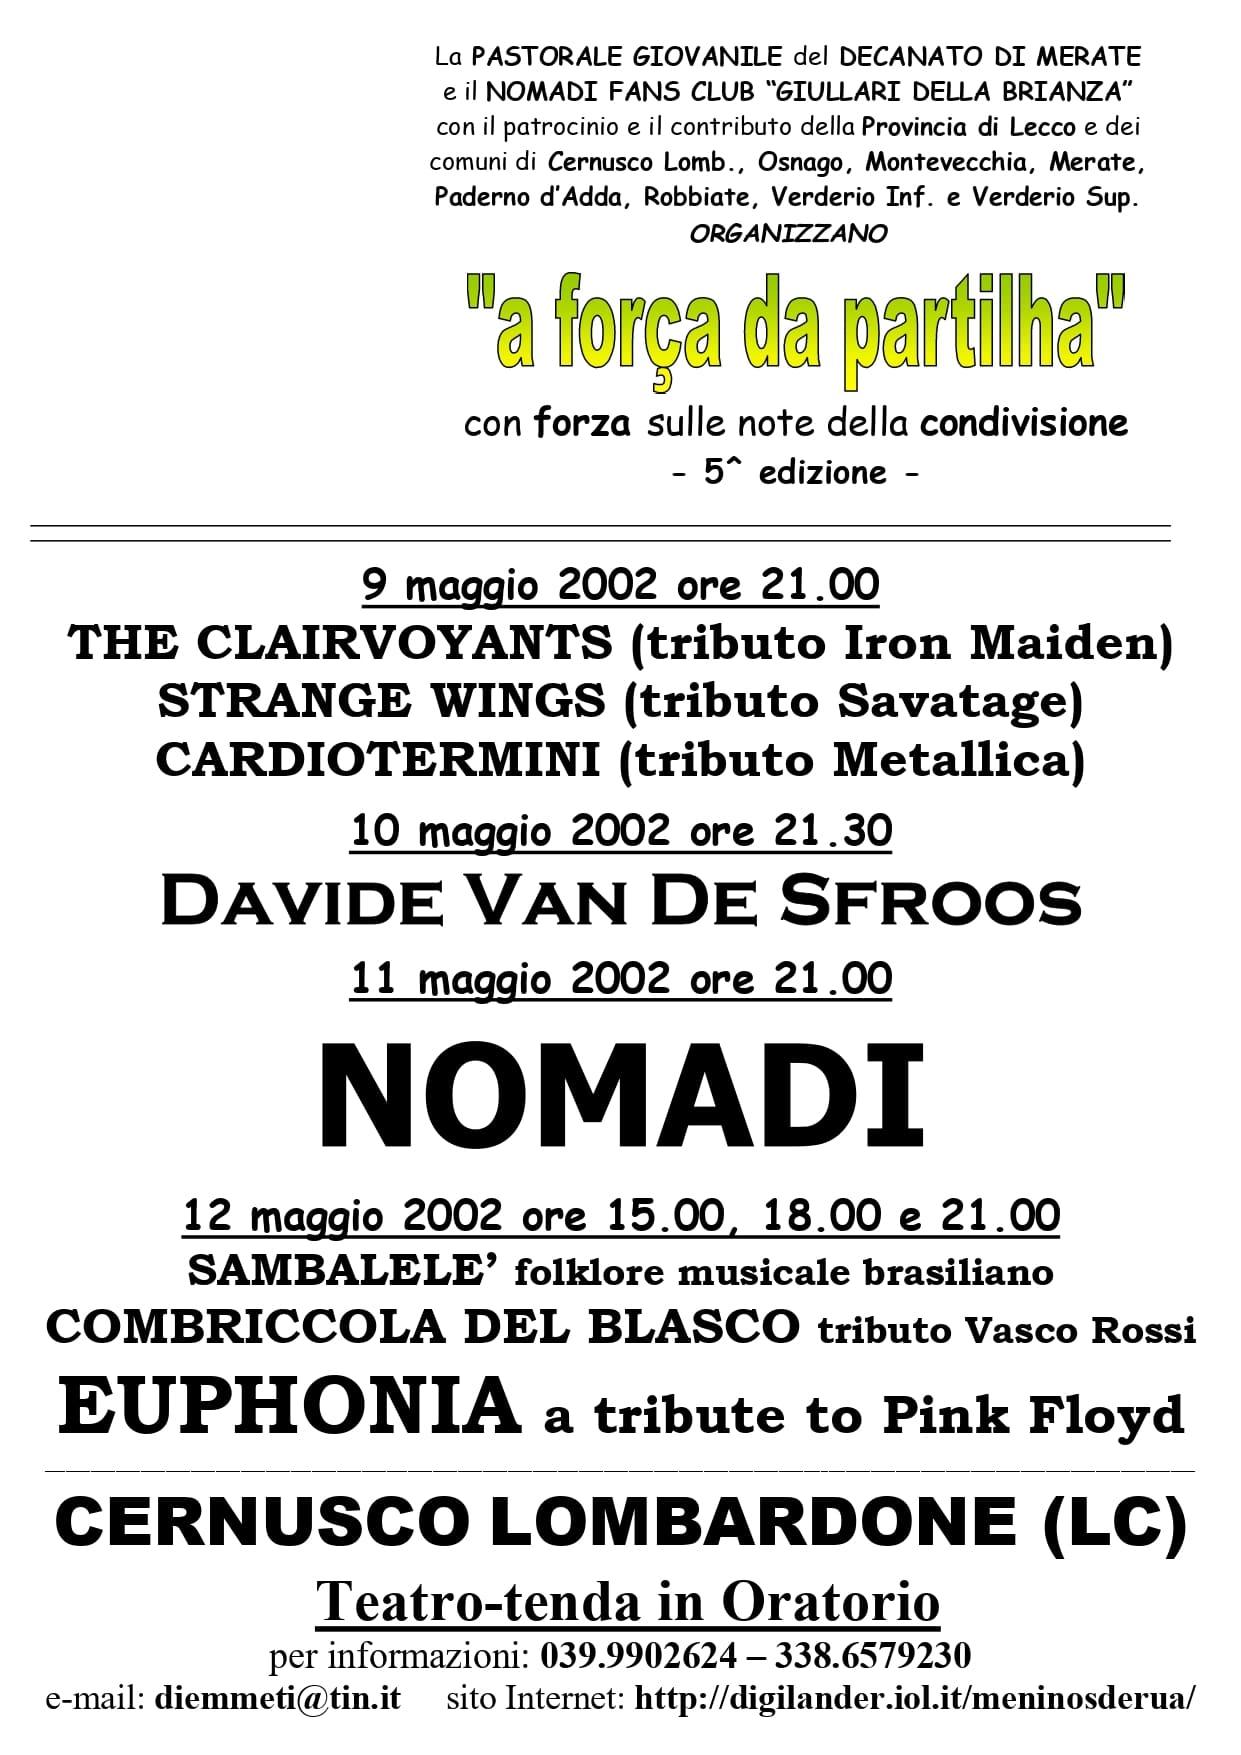 La PASTORALE GIOVANILE del DECANATO DI MERATE
e il NOMADI FANS CLUB “GIULLARI DELLA BRIANZA”
con il patrocinio e il contributo della Provincia di Lecco e dei
comuni di Cernusco Lomb., Osnago, Montevecchia, Merate,
Paderno d’Adda, Robbiate, Verderio Inf. e Verderio Sup.
ORGANIZZANO
"a força da partilha"
con forza sulle note della condivisione
- 5^ edizione -
9 maggio 2002 ore 21.00
THE CLAIRVOYANTS (tributo Iron Maiden)
STRANGE WINGS (tributo Savatage)
CARDIOTERMINI (tributo Metallica)
10 maggio 2002 ore 21.30
DAVIDE VAN DE SFROOS
11 maggio 2002 ore 21.00
NOMADI
12 maggio 2002 ore 15.00, 18.00 e 21.00
SAMBALELE’ folklore musicale brasiliano
COMBRICCOLA DEL BLASCO tributo Vasco Rossi
EUPHONIA a tribute to Pink Floyd
CERNUSCO LOMBARDONE (LC)
Teatro-tenda in Oratorio
per informazioni: 039.9902624 – 338.6579230
e-mail: diemmeti@tin.it sito Internet: http://digilander.iol.it/meninosderua/